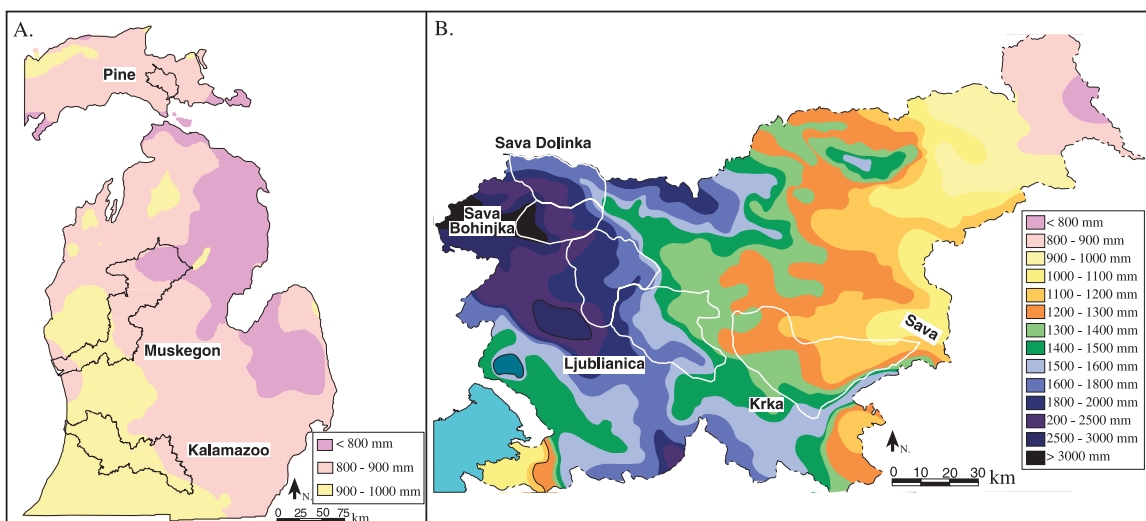 A.
Pine
Muskegon
Kalamazoo
< 800 mm
800 - 900 mm
900 - 1000 mm
N.
0 25 50 75
km
B.
Sava Dolinka
Sava
Bohinjka
Ljublianica
Krka
Sava
< 800 mm
800 - 900 mm
900 - 1000 mm
1000 - 1100 mm
1100 - 1200 mm
1200 - 1300 mm
1300 - 1400 mm
1400 - 1500 mm
1500 - 1600 mm
1600 - 1800 mm
1800 - 2000 mm
200 - 2500 mm
2500 - 3000 mm
> 3000 mm
N.
0 10 20 30
km